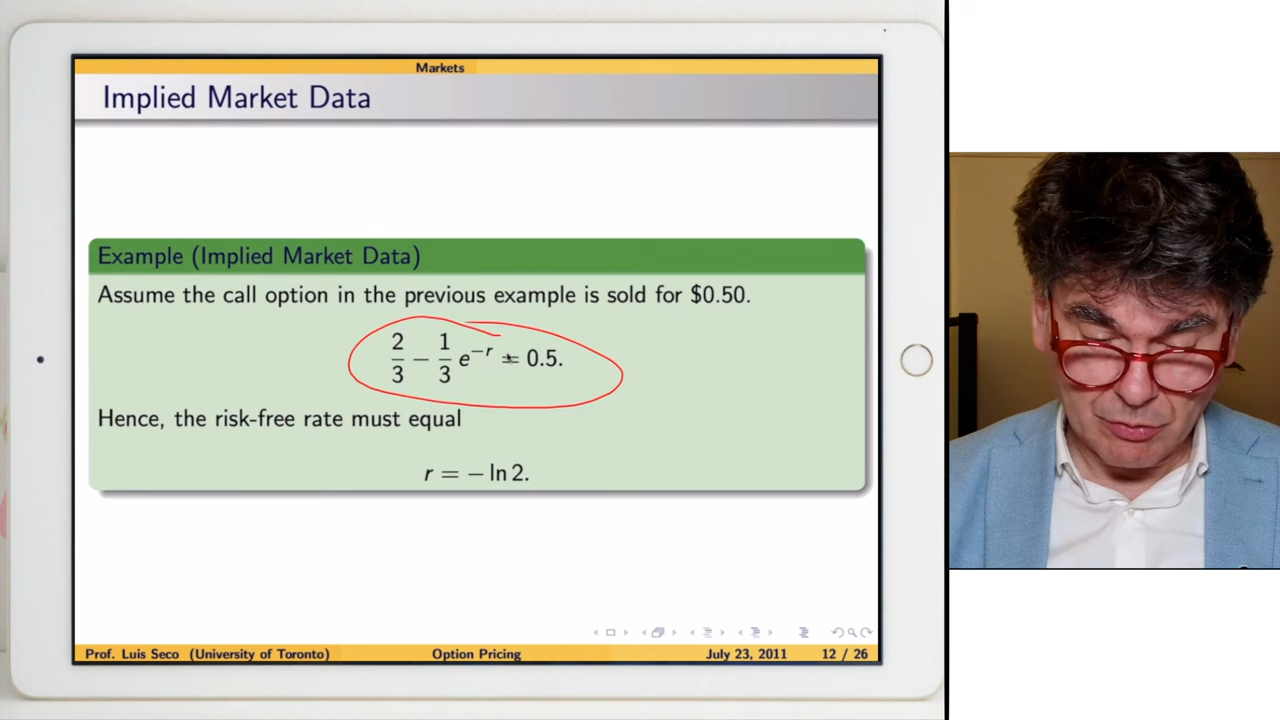 Markets
Implied Market Data
Example (Implied Market Data)
Assume the call option in the previous example is sold for $0.50.
2/3 − 1/3 e^{−r} = 0.5.
Hence, the risk-free rate must equal
r = − ln 2.
Prof. Luis Seco (University of Toronto) Option Pricing July 23, 2011 12 / 26